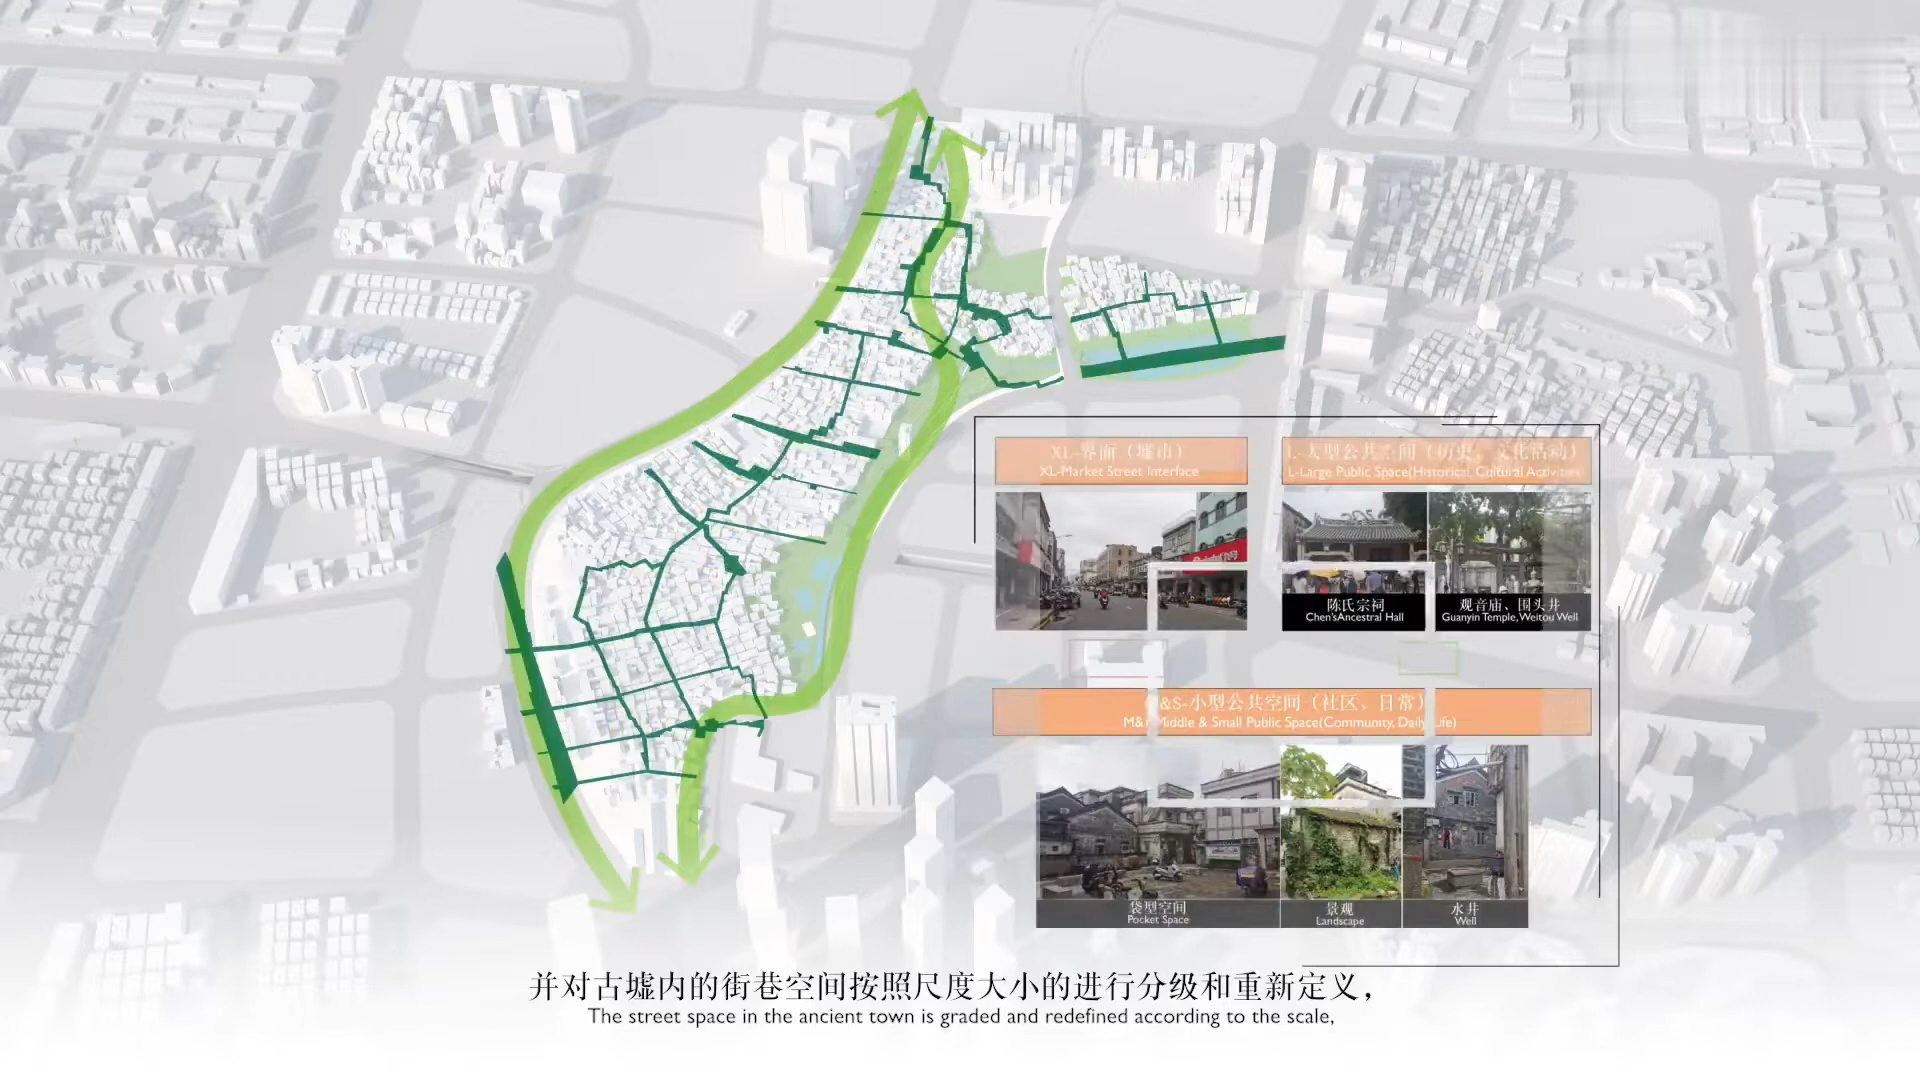 XL-界面（墟市）
XL-Market Street Interface
L-大型公共空间（历史、文化活动）
L-Large Public Space(Historical, Cultural Activities)
陈氏宗祠
Chen'sAncestral Hall
观音庙、围头井
Guanyin Temple, Weitou Well
&S-小型公共空间（社区、日常）
Middle & Small Public Space(Community, Daily Life)
袋型空间
Pocket Space
景观
Landscape
水井
Well
并对古墟内的街巷空间按照尺度大小的进行分级和重新定义，
The street space in the ancient town is graded and redefined according to the scale,